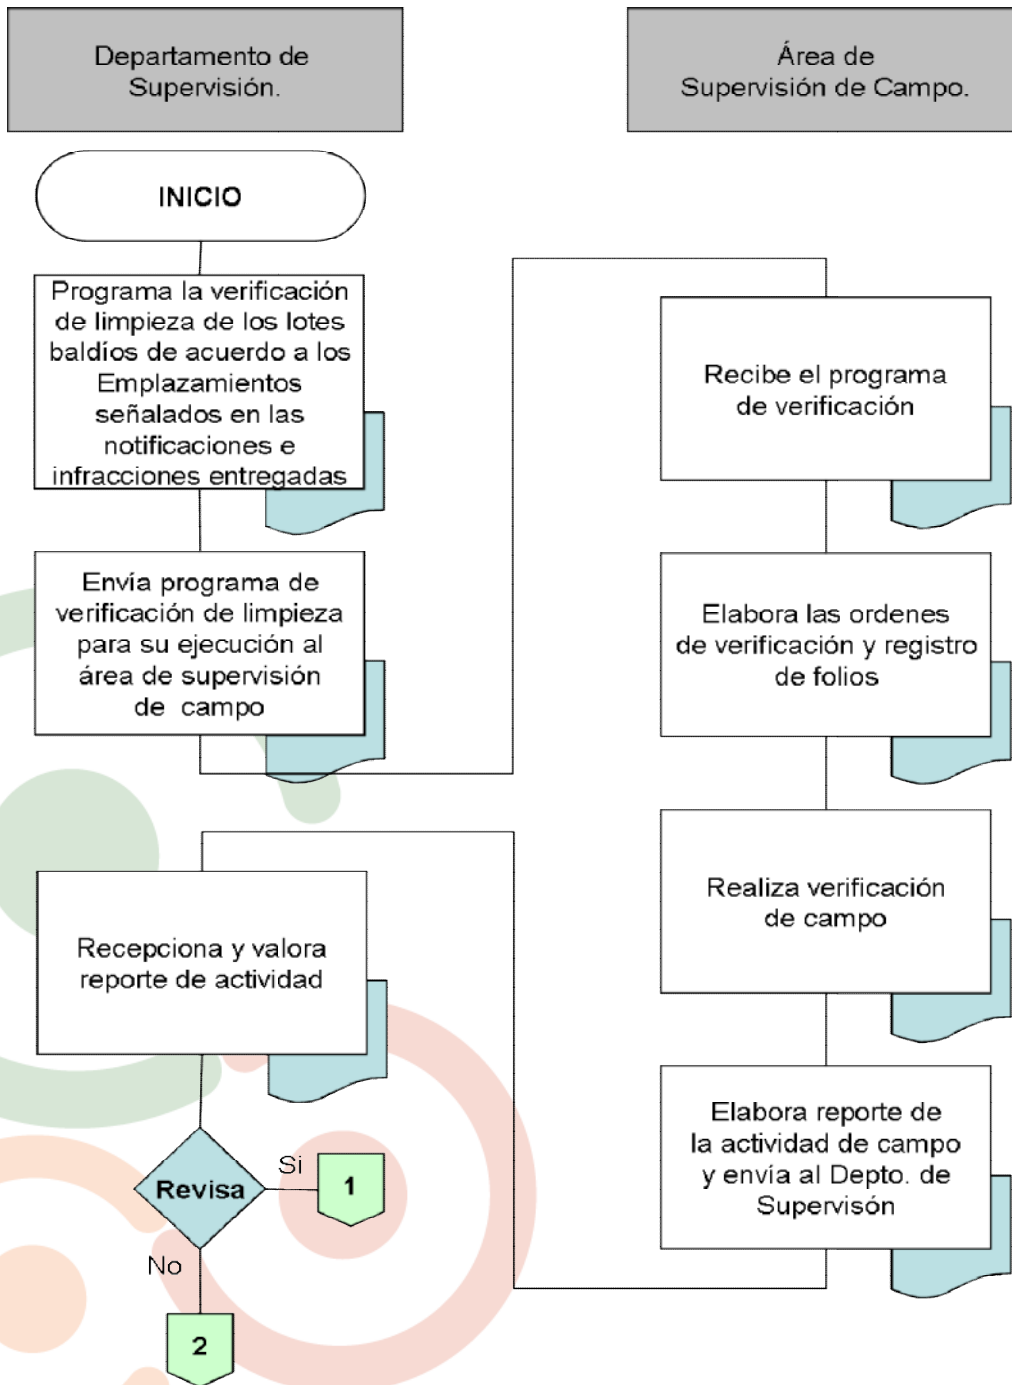 Departamento de
Supervisión.
Área de
Supervisión de Campo.
INICIO
Programa la verificación
de limpieza de los lotes
baldíos de acuerdo a los
Emplazamientos
señalados en las
notificaciones e
infracciones entregadas
Envía programa de
verificación de limpieza
para su ejecución al
área de supervisión
de campo
Recibe el programa
de verificación
Elabora las ordenes
de verificación y registro
de folios
Realiza verificación
de campo
Elabora reporte de
la actividad de campo
y envía al Depto. de
Supervisón
Recepciona y valora
reporte de actividad
Revisa
Si
1
No
2